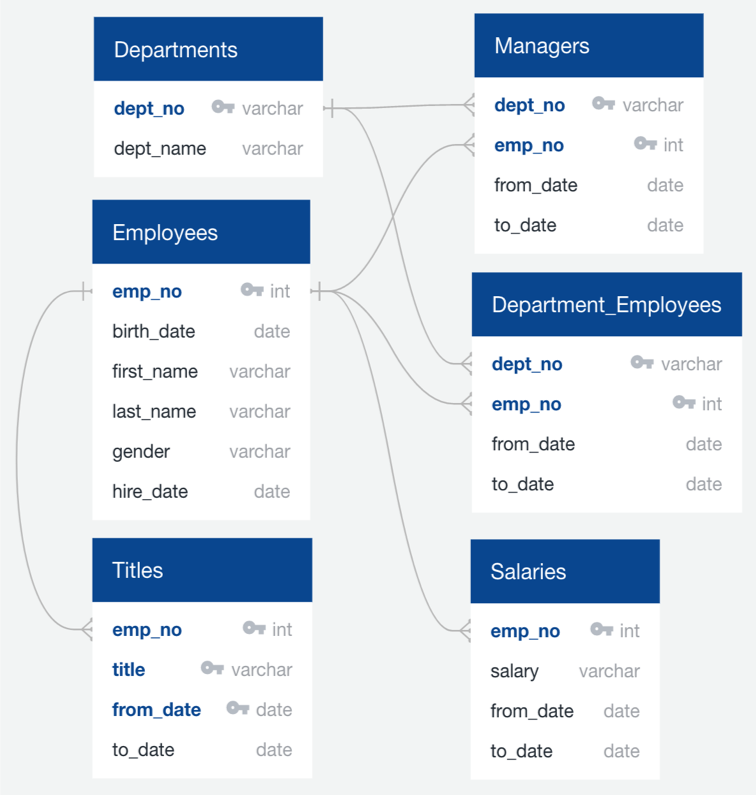 Departments
dept_no varchar
dept_name varchar
Employees
emp_no int
birth_date date
first_name varchar
last_name varchar
gender varchar
hire_date date
Titles
emp_no int
title varchar
from_date date
to_date date
Managers
dept_no varchar
emp_no int
from_date date
to_date date
Department_Employees
dept_no varchar
emp_no int
from_date date
to_date date
Salaries
emp_no int
salary varchar
from_date date
to_date date